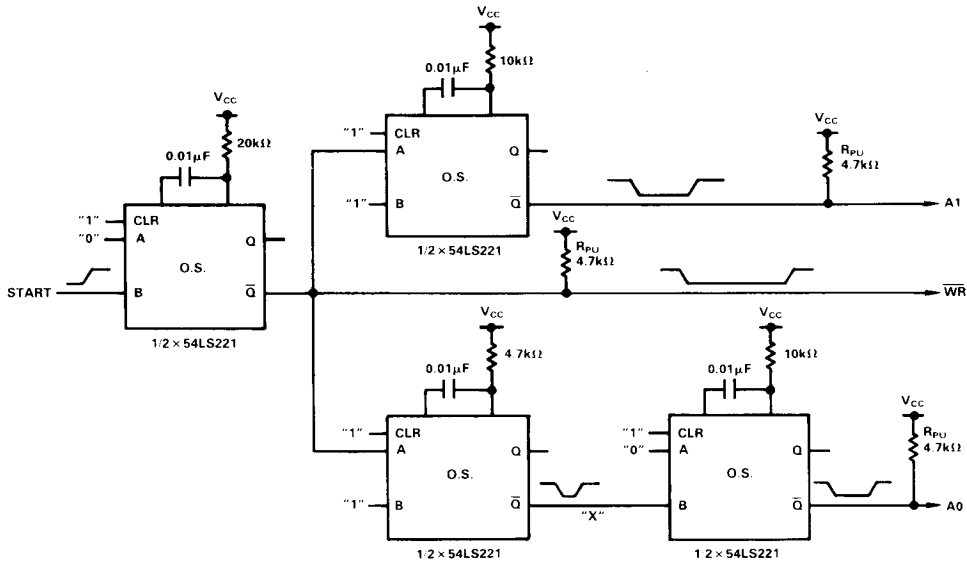 VCC
10kΩ
0.01µF
VCC
20kΩ
0.01µF
"1"
CLR
A
Q
O.S.
"1"
B
Q̅
1/2 × 54LS221
VCC
RPU
4.7kΩ
A1
"1"
CLR
"0"
A
Q
O.S.
START
B
Q̅
1/2 × 54LS221
VCC
RPU
4.7kΩ
W̅R̅
VCC
4.7kΩ
0.01µF
"1"
CLR
A
Q
O.S.
"1"
B
Q̅
1/2 × 54LS221
"X"
VCC
10kΩ
0.01µF
"1"
CLR
"0"
A
Q
O.S.
B
Q̅
1 2 × 54LS221
VCC
RPU
4.7kΩ
A0